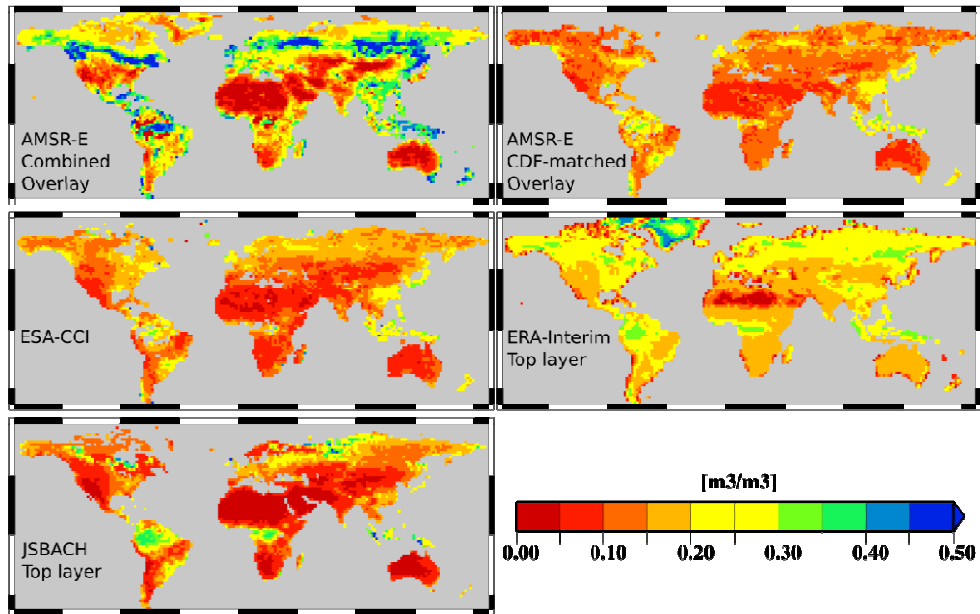 AMSR-E
Combined
Overlay
AMSR-E
CDF-matched
Overlay
ESA-CCI
ERA-Interim
Top layer
JSBACH
Top layer
[m3/m3]
0.00 0.10 0.20 0.30 0.40 0.50